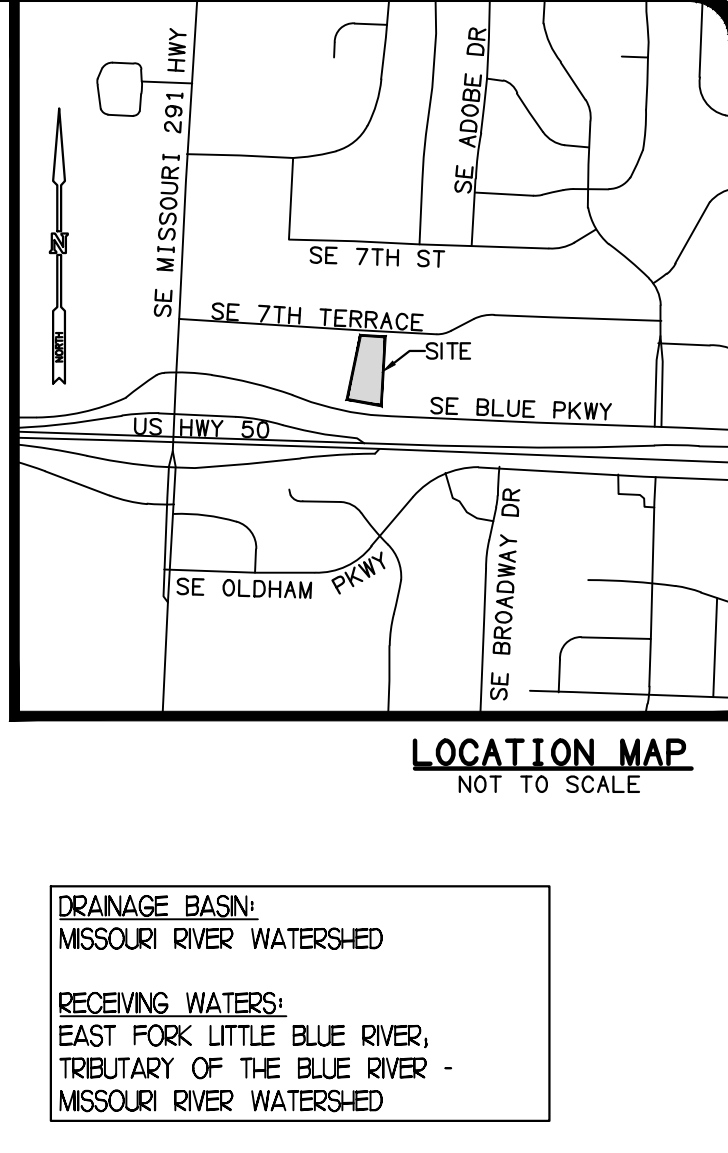 SE MISSOURI 291 HWY
SE ADOBE DR
N
NORTH
SE 7TH ST
SE 7TH TERRACE
SITE
SE BLUE PKWY
US HWY 50
SE OLDHAM PKWY
SE BROADWAY DR
LOCATION MAP
NOT TO SCALE
DRAINAGE BASIN:
MISSOURI RIVER WATERSHED
RECEIVING WATERS:
EAST FORK LITTLE BLUE RIVER,
TRIBUTARY OF THE BLUE RIVER -
MISSOURI RIVER WATERSHED